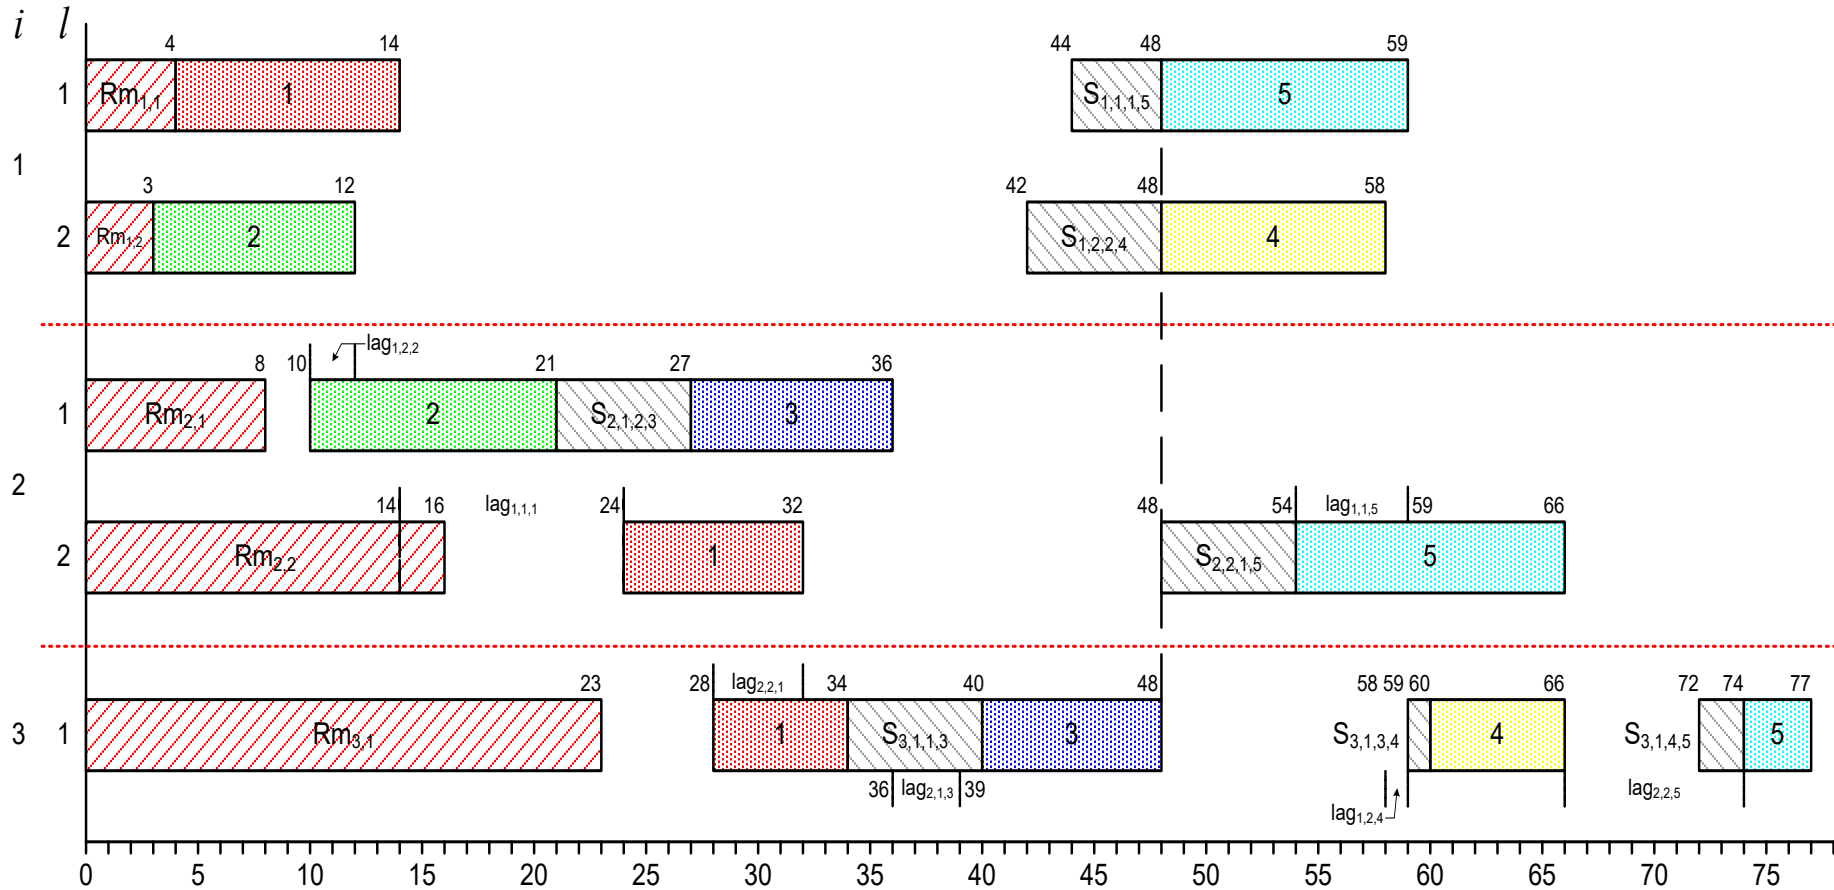 i l
4 14 44 48 59
1 Rm1,1 1 S1,1,1,5 5
1
3 12 42 48 58
2 Rm1,2 2 S1,2,2,4 4
lag1,2,2
8 10 21 27 36
1 Rm2,1 2 S2,1,2,3 3
2
14 16 lag1,1,1 24 32 48 54 lag1,1,5 59 66
2 Rm2,2 1 S2,2,1,5 5
23 28 lag2,2,1 34 40 48 58 59 60 66 72 74 77
3 1 Rm3,1 1 S3,1,1,3 3 S3,1,3,4 4 S3,1,4,5 5
36 lag2,1,3 39 lag1,2,4 lag2,2,5
0 5 10 15 20 25 30 35 40 45 50 55 60 65 70 75